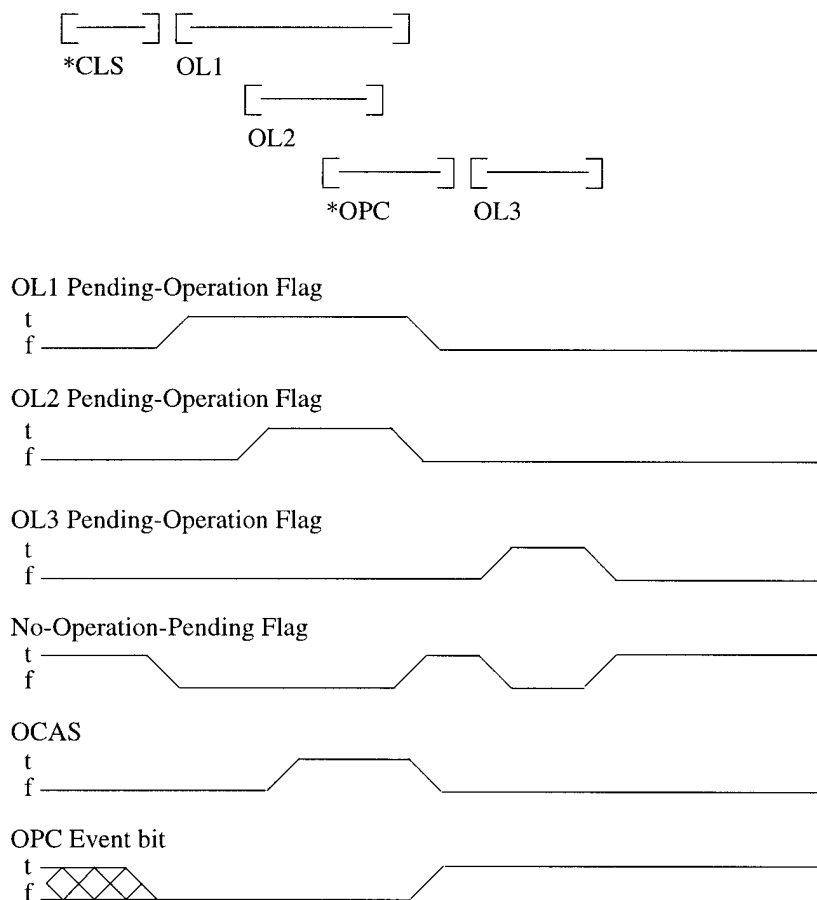 *CLS OL1
OL2
*OPC OL3
OL1 Pending-Operation Flag
t
f
OL2 Pending-Operation Flag
t
f
OL3 Pending-Operation Flag
t
f
No-Operation-Pending Flag
t
f
OCAS
t
f
OPC Event bit
t
f